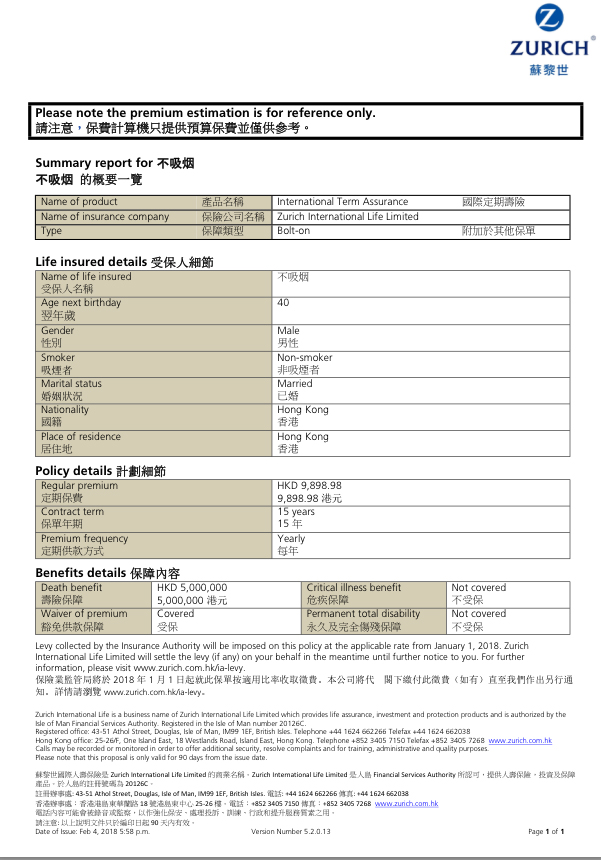 ZURICH®
蘇黎世
Please note the premium estimation is for reference only.
請注意，保費計算機只提供預算保費並僅供參考。
Summary report for 不吸烟
不吸烟 的概要一覽
Name of product 產品名稱 International Term Assurance 國際定期壽險
Name of insurance company 保險公司名稱 Zurich International Life Limited
Type 保障類型 Bolt-on 附加於其他保單
Life insured details 受保人細節
Name of life insured 不吸烟
受保人名稱
Age next birthday 40
翌年歲
Gender Male
性別 男性
Smoker Non-smoker
吸煙者 非吸煙者
Marital status Married
婚姻狀況 已婚
Nationality Hong Kong
國籍 香港
Place of residence Hong Kong
居住地 香港
Policy details 計劃細節
Regular premium HKD 9,898.98
定期保費 9,898.98 港元
Contract term 15 years
保單年期 15 年
Premium frequency Yearly
定期供款方式 每年
Benefits details 保障內容
Death benefit HKD 5,000,000 Critical illness benefit Not covered
壽險保障 5,000,000 港元 危疾保障 不受保
Waiver of premium Covered Permanent total disability Not covered
豁免供款保障 受保 永久及完全傷殘保障 不受保
Levy collected by the Insurance Authority will be imposed on this policy at the applicable rate from January 1, 2018. Zurich
International Life Limited will settle the levy (if any) on your behalf in the meantime until further notice to you. For further
information, please visit www.zurich.com.hk/ia-levy.
保險業監管局將於 2018 年 1 月 1 日起就此保單按適用比率收取徵費。本公司將代 閣下繳付此徵費（如有）直至我們作出另行通
知。詳情請瀏覽 www.zurich.com.hk/ia-levy。
Zurich International Life is a business name of Zurich International Life Limited which provides life assurance, investment and protection products and is authorized by the
Isle of Man Financial Services Authority. Registered in the Isle of Man number 20126C.
Registered office: 43-51 Athol Street, Douglas, Isle of Man, IM99 1EF, British Isles. Telephone +44 1624 662266 Telefax +44 1624 662038
Hong Kong office: 25-26/F, One Island East, 18 Westlands Road, Island East, Hong Kong. Telephone +852 3405 7150 Telefax +852 3405 7268 www.zurich.com.hk
Calls may be recorded or monitored in order to offer additional security, resolve complaints and for training, administrative and quality purposes.
Please note that this proposal is only valid for 90 days from the issue date.
蘇黎世國際人壽保險是 Zurich International Life Limited 的商業名稱。Zurich International Life Limited 是人島 Financial Services Authority 所認可，提供人壽保險、投資及保障
產品。於人島的註冊號碼為 20126C。
註冊辦事處：43-51 Athol Street, Douglas, Isle of Man, IM99 1EF, British Isles. 電話: +44 1624 662266 傳真: +44 1624 662038
香港辦事處：香港港島東華蘭路 18 號港島東中心 25-26 樓。電話：+852 3405 7150 傳真：+852 3405 7268 www.zurich.com.hk
電話內容可能會被錄音或監察，以作強化保安、處理投訴、訓練、行政和提升服務質素之用。
請注意: 以上說明文件只於編印日起 90 天內有效。
Date of Issue: Feb 4, 2018 5:58 p.m. Version Number 5.2.0.13 Page 1 of 1